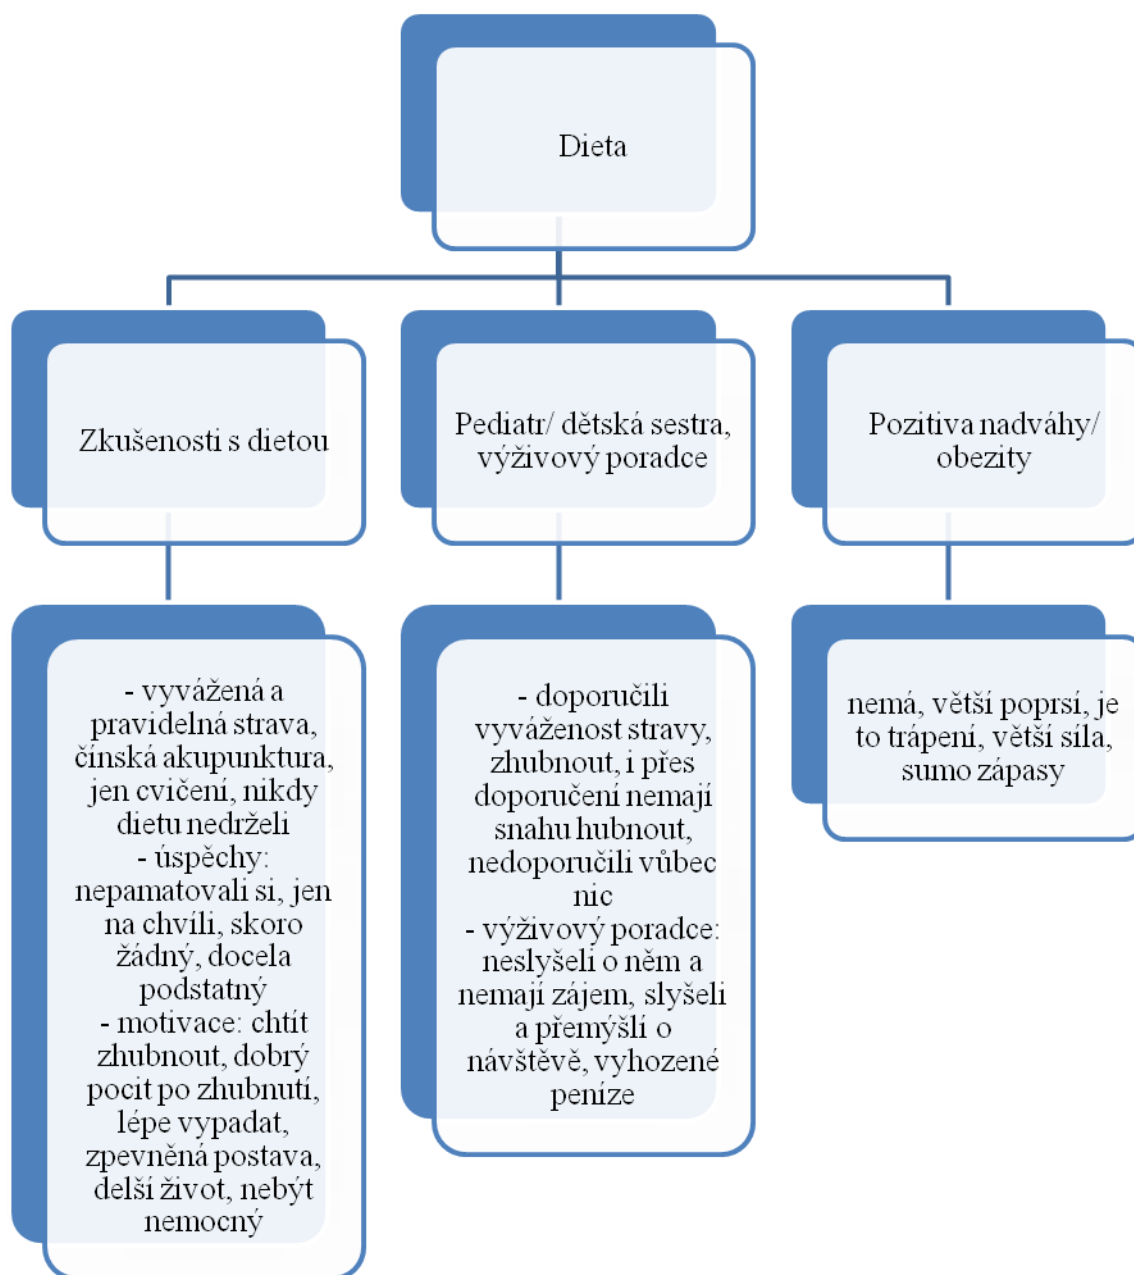 Dieta
Zkušenosti s dietou
Pediatr/ dětská sestra,
výživový poradce
Pozitiva nadváhy/
obezity
- vyvážená a
pravidelná strava,
čínská akupunktura,
jen cvičení, nikdy
dietu nedrželi
- úspěchy:
nepamatovali si, jen
na chvíli, skoro
žádný, docela
podstatný
- motivace: chtít
zhubnout, dobrý
pocit po zhubnutí,
lépe vypadat,
zpevněná postava,
delší život, nebýt
nemocný
- doporučili
vyváženost stravy,
zhubnout, i přes
doporučení nemají
snahu hubnout,
nedoporučili vůbec
nic
- výživový poradce:
neslyšeli o něm a
nemají zájem, slyšeli
a přemýšlí o
návštěvě, vyhozené
peníze
nemá, větší poprsí, je
to trápení, větší síla,
sumo zápasy